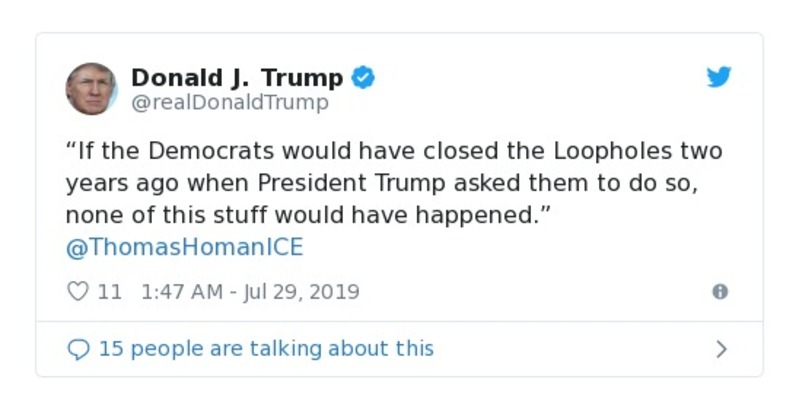 Donald J. Trump
@realDonaldTrump
“If the Democrats would have closed the Loopholes two
years ago when President Trump asked them to do so,
none of this stuff would have happened.”
@ThomasHomanICE
11 1:47 AM - Jul 29, 2019
15 people are talking about this